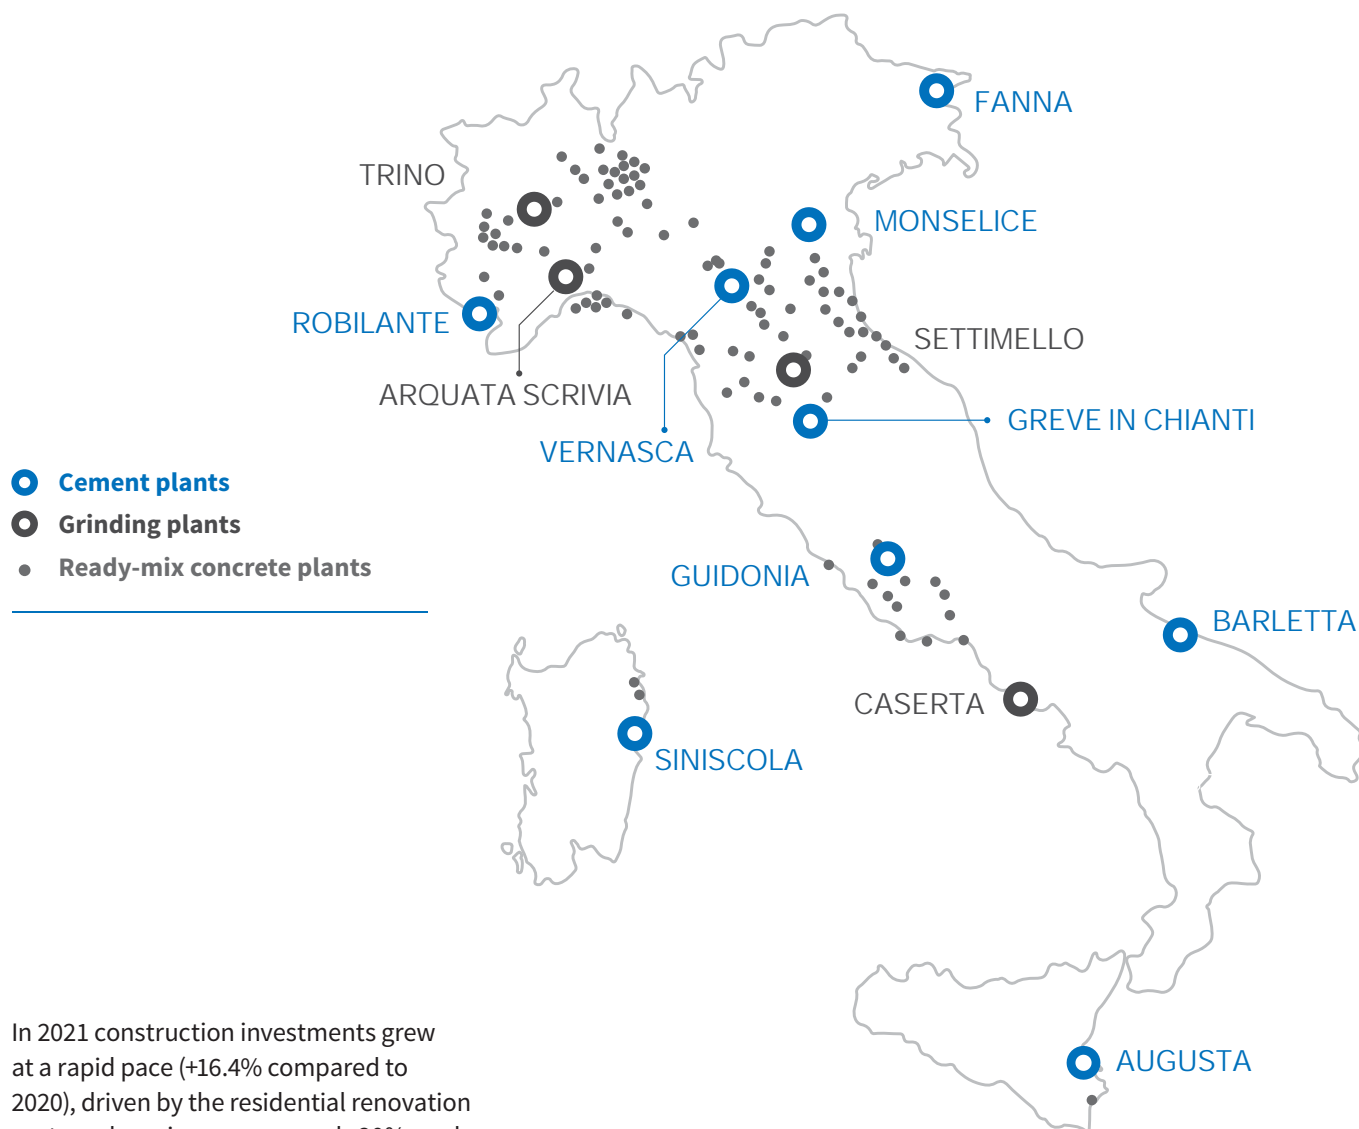 FANNA
TRINO
MONSELICE
ROBILANTE
SETTIMELLO
ARQUATA SCRIVIA
GREVE IN CHIANTI
VERNASCA
Cement plants
Grinding plants
Ready-mix concrete plants
GUIDONIA
BARLETTA
CASERTA
SINISCOLA
AUGUSTA
In 2021 construction investments grew
at a rapid pace (+16.4% compared to
2020), driven by the residential renovation